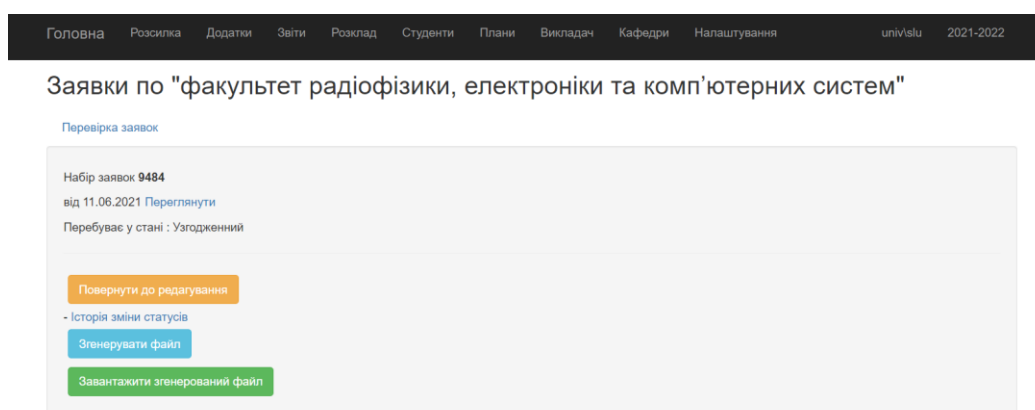 Головна Розсилка Додатки Звіти Розклад Студенти Плани Викладач Кафедри Налаштування univ\slu 2021-2022
Заявки по "факультет радіофізики, електроніки та комп’ютерних систем"
Перевірка заявок
Набір заявок 9484
від 11.06.2021 Переглянути
Перебуває у стані : Узгодженний
Повернути до редагування
- Історія зміни статусів
Згенерувати файл
Завантажити згенерований файл